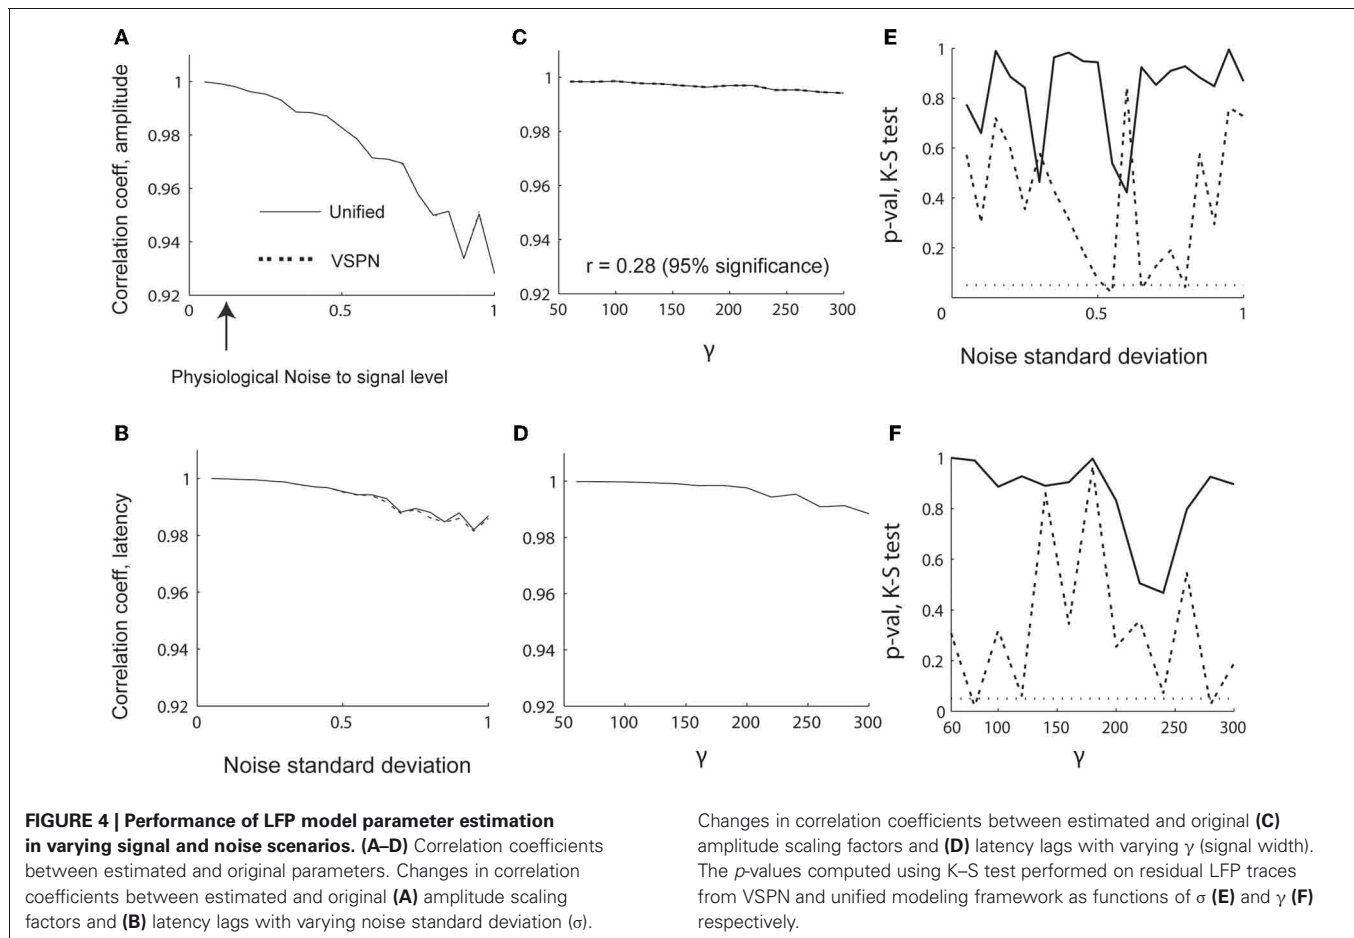 A
Correlation coeff, amplitude
1
0.98
0.96
0.94
0.92
0
0.5
1
Unified
VSPN
Physiological Noise to signal level
C
1
0.98
0.96
0.94
0.92
r = 0.28 (95% significance)
50
100
150
200
250
300
γ
E
p-val, K-S test
1
0.8
0.6
0.4
0.2
0
0.5
1
Noise standard deviation
B
Correlation coeff, latency
1
0.98
0.96
0.94
0.92
0
0.5
1
Noise standard deviation
D
1
0.98
0.96
0.94
0.92
50
100
150
200
250
300
γ
F
p-val, K-S test
1
0.8
0.6
0.4
0.2
0
60
100
150
200
250
300
γ
FIGURE 4 | Performance of LFP model parameter estimation
in varying signal and noise scenarios. (A–D) Correlation coefficients
between estimated and original parameters. Changes in correlation
coefficients between estimated and original (A) amplitude scaling
factors and (B) latency lags with varying noise standard deviation (σ).
Changes in correlation coefficients between estimated and original (C)
amplitude scaling factors and (D) latency lags with varying γ (signal width).
The p-values computed using K–S test performed on residual LFP traces
from VSPN and unified modeling framework as functions of σ (E) and γ (F)
respectively.